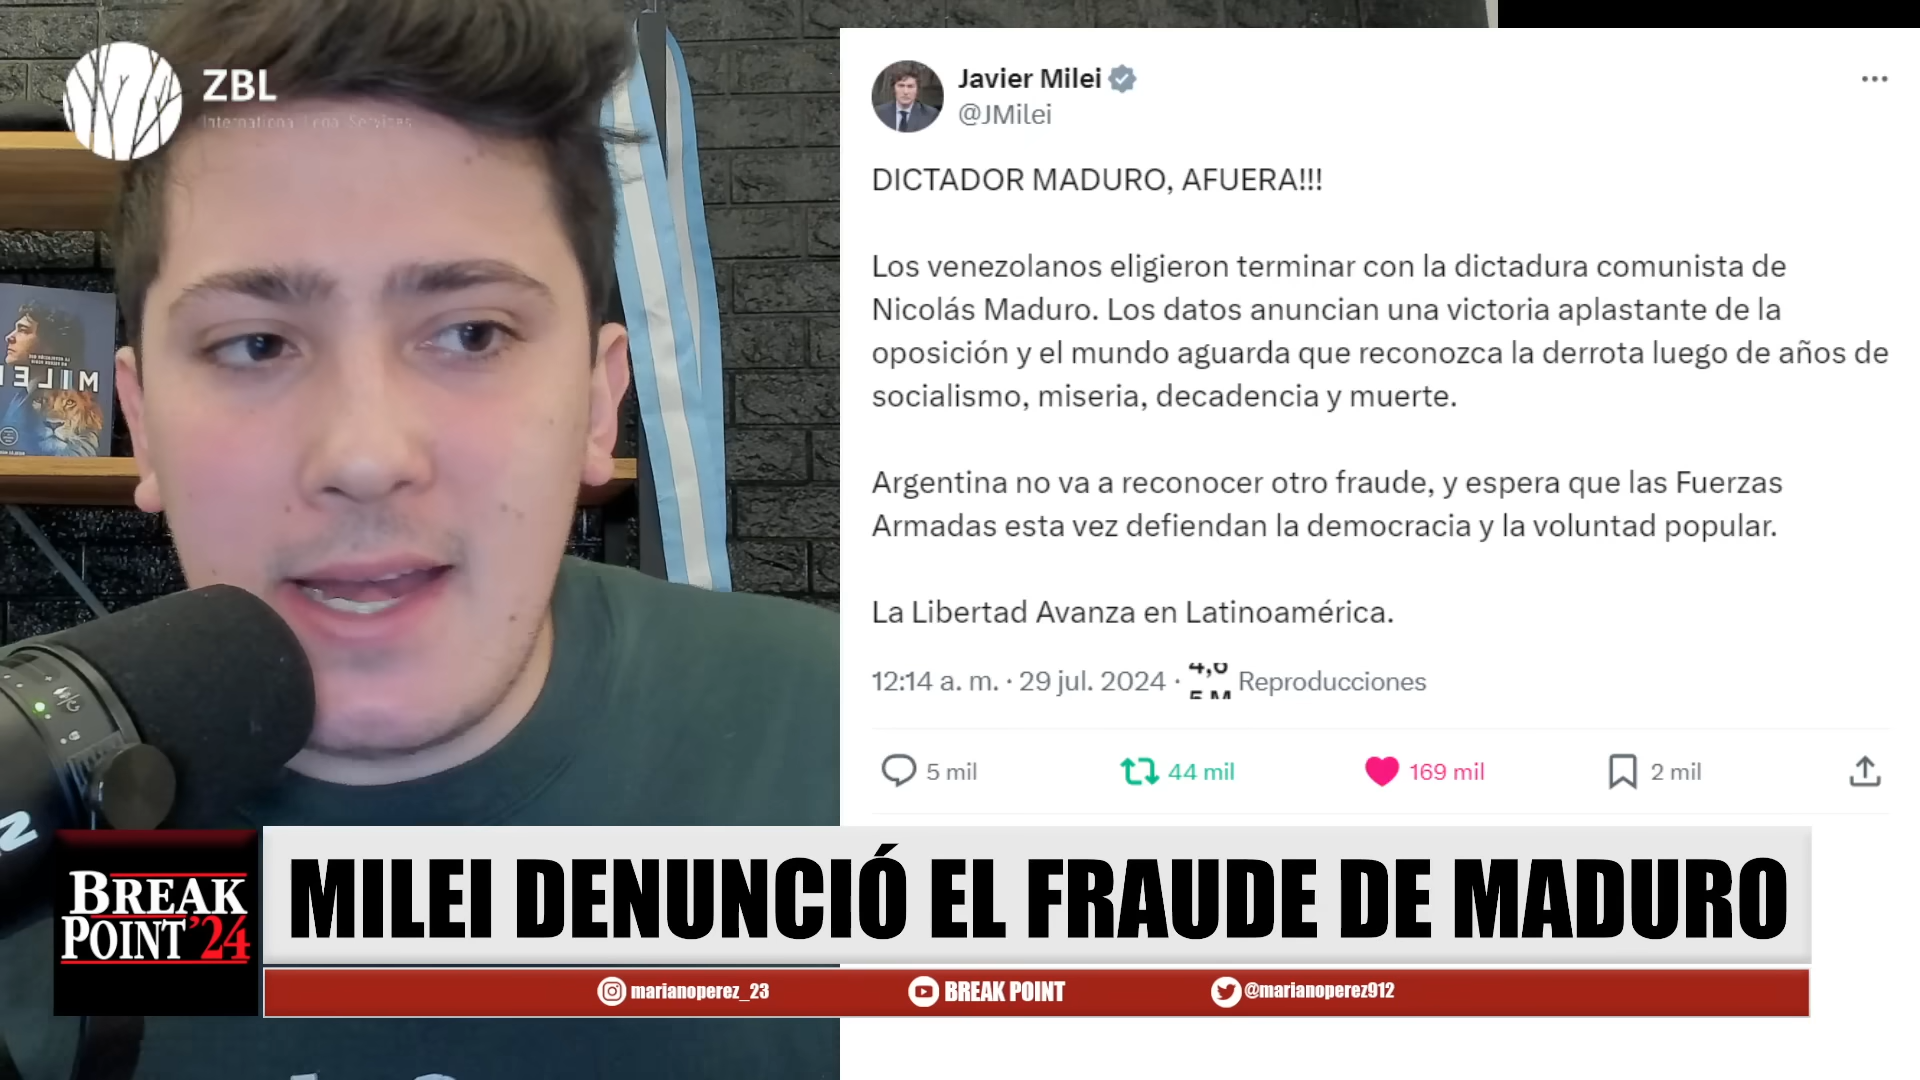 ZBL
International Legal Services
Javier Milei
@JMilei
DICTADOR MADURO, AFUERA!!!
Los venezolanos eligieron terminar con la dictadura comunista de
Nicolás Maduro. Los datos anuncian una victoria aplastante de la
oposición y el mundo aguarda que reconozca la derrota luego de años de
socialismo, miseria, decadencia y muerte.
Argentina no va a reconocer otro fraude, y espera que las Fuerzas
Armadas esta vez defiendan la democracia y la voluntad popular.
La Libertad Avanza en Latinoamérica.
12:14 a. m. · 29 jul. 2024 · Reproducciones
5 mil
44 mil
169 mil
2 mil
MILEI
BREAK
POINT '24
MILEI DENUNCIÓ EL FRAUDE DE MADURO
marianoperez_23
BREAK POINT
@marianoperez912